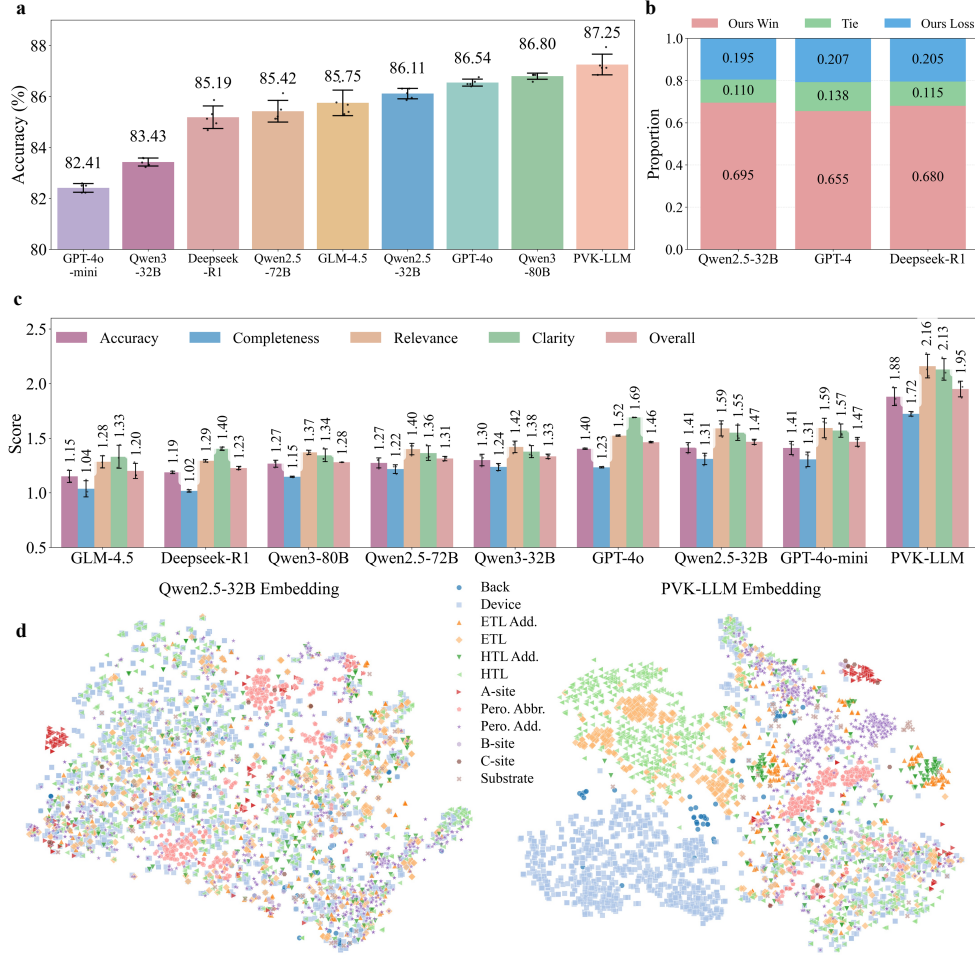 a
Accuracy (%)
88
86
84
82
80
82.41
83.43
85.19
85.42
85.75
86.11
86.54
86.80
87.25
GPT-4o
-mini
Qwen3
-32B
Deepseek
-R1
Qwen2.5
-72B
GLM-4.5
Qwen2.5
-32B
GPT-4o
Qwen3
-80B
PVK-LLM
b
Ours Win
Tie
Ours Loss
Proportion
1.0
0.8
0.6
0.4
0.2
0.0
0.195
0.207
0.205
0.110
0.138
0.115
0.695
0.655
0.680
Qwen2.5-32B
GPT-4
Deepseek-R1
c
Score
2.5
2.0
1.5
1.0
0.5
Accuracy
Completeness
Relevance
Clarity
Overall
1.15
1.04
1.28
1.33
1.20
1.19
1.02
1.29
1.40
1.23
1.27
1.15
1.37
1.34
1.28
1.27
1.22
1.40
1.36
1.31
1.30
1.24
1.42
1.38
1.33
1.40
1.23
1.52
1.69
1.46
1.41
1.31
1.59
1.55
1.47
1.41
1.31
1.59
1.57
1.47
1.88
1.72
2.16
2.13
1.95
GLM-4.5
Deepseek-R1
Qwen3-80B
Qwen2.5-72B
Qwen3-32B
GPT-4o
Qwen2.5-32B
GPT-4o-mini
PVK-LLM
d
Qwen2.5-32B Embedding
Back
Device
ETL Add.
ETL
HTL Add.
HTL
A-site
Pero. Abbr.
Pero. Add.
B-site
C-site
Substrate
PVK-LLM Embedding